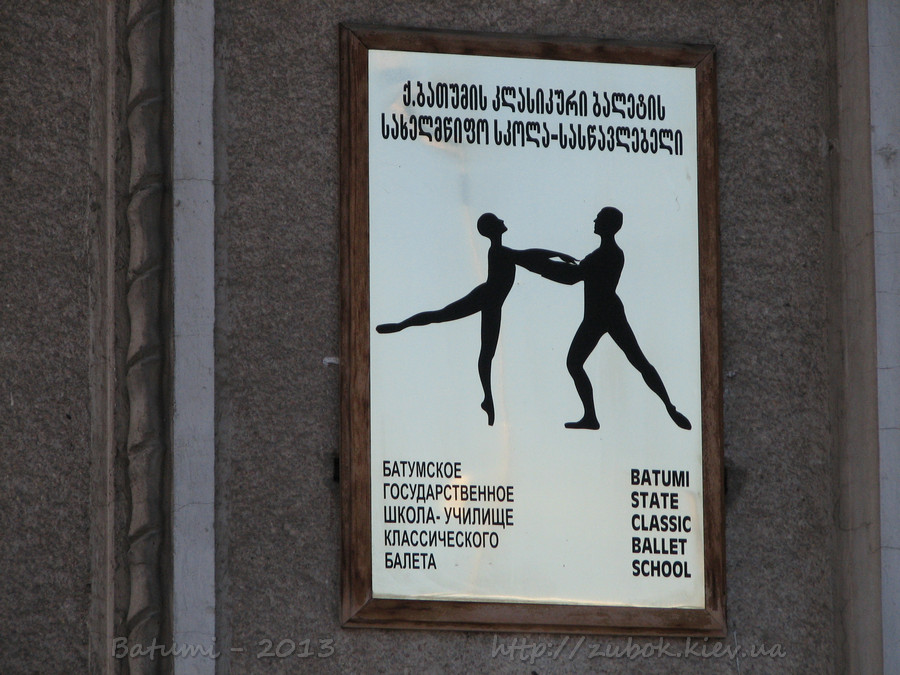 ქ.ბათუმის კლასიკური ბალეტის
სახელმწიფო სკოლა-სასწავლებელი
БАТУМСКОЕ
ГОСУДАРСТВЕННОЕ
ШКОЛА- УЧИЛИЩЕ
КЛАССИЧЕСКОГО
БАЛЕТА
BATUMI
STATE
CLASSIC
BALLET
SCHOOL
Batumi - 2013
http://zubok.kiev.ua